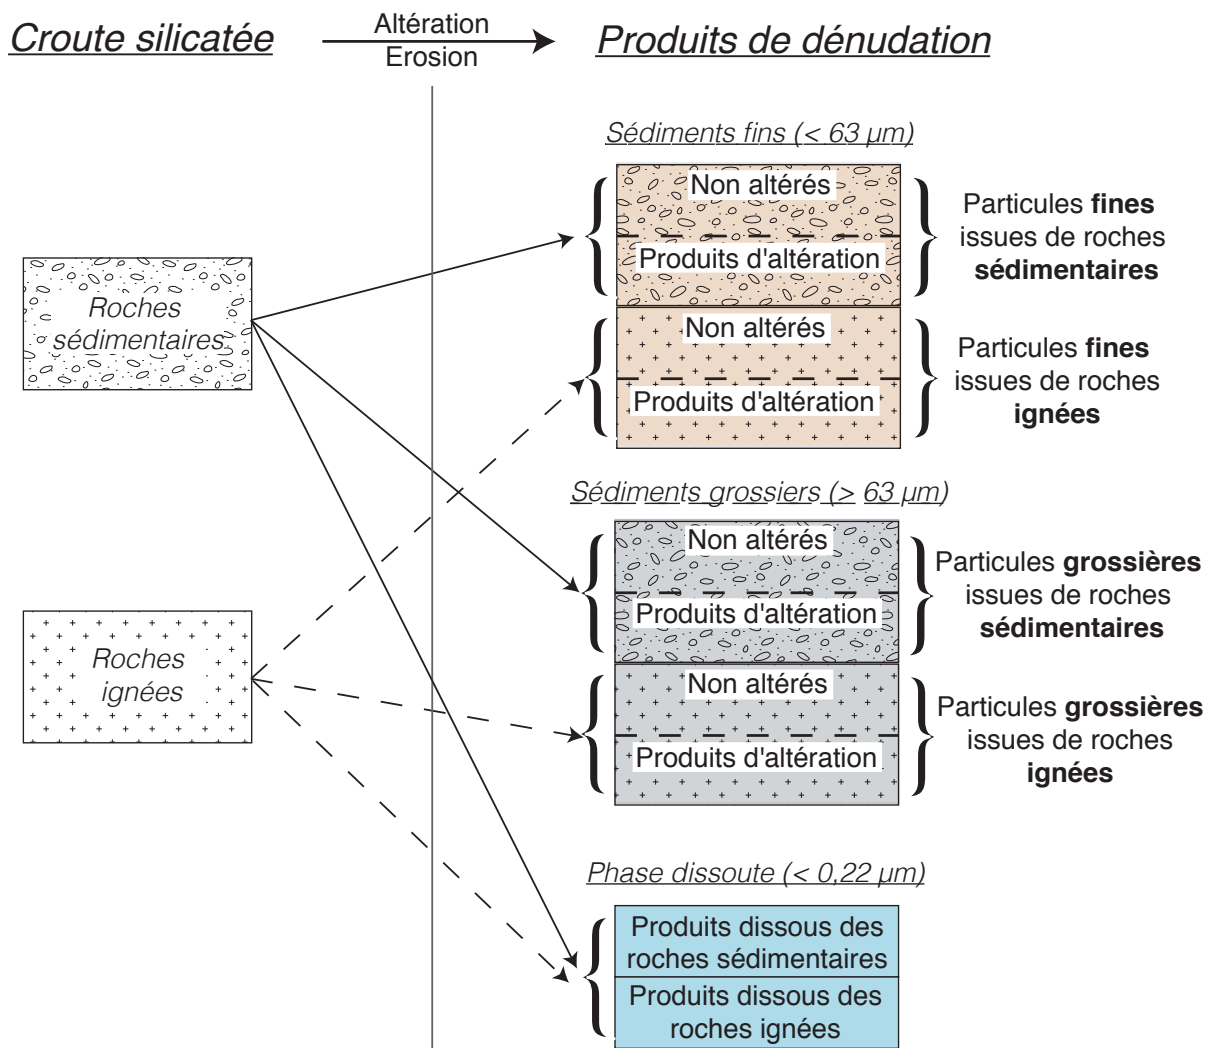 Croute silicatée
Altération
Erosion
Produits de dénudation
Sédiments fins (< 63 µm)
Non altérés
Produits d'altération
Particules fines
issues de roches
sédimentaires
Roches
sédimentaires
Non altérés
Produits d'altération
Particules fines
issues de roches
ignées
Sédiments grossiers (> 63 µm)
Non altérés
Produits d'altération
Particules grossières
issues de roches
sédimentaires
Roches
ignées
Non altérés
Produits d'altération
Particules grossières
issues de roches
ignées
Phase dissoute (< 0,22 µm)
Produits dissous des
roches sédimentaires
Produits dissous des
roches ignées